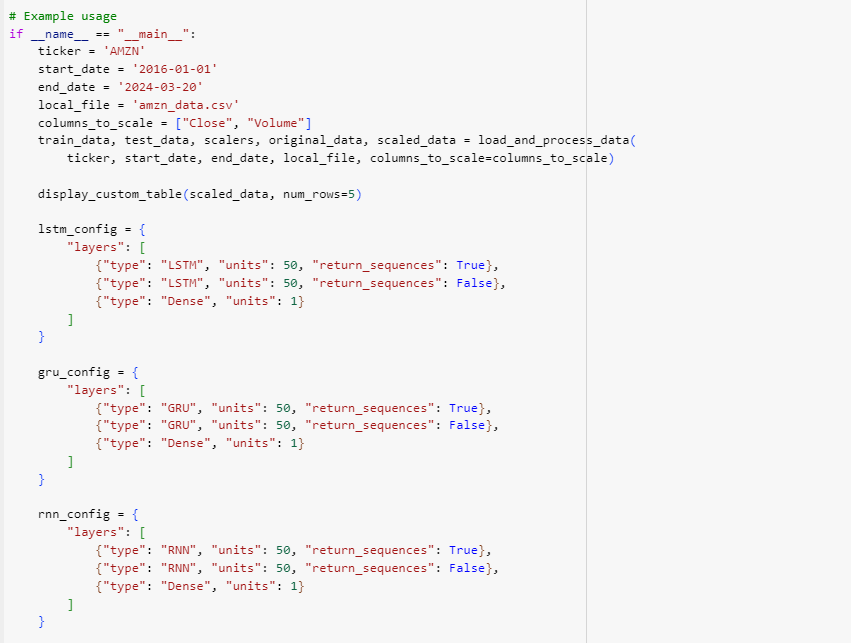 # Example usage
if __name__ == "__main__":
    ticker = 'AMZN'
    start_date = '2016-01-01'
    end_date = '2024-03-20'
    local_file = 'amzn_data.csv'
    columns_to_scale = ["Close", "Volume"]
    train_data, test_data, scalers, original_data, scaled_data = load_and_process_data(
        ticker, start_date, end_date, local_file, columns_to_scale=columns_to_scale)

    display_custom_table(scaled_data, num_rows=5)

    lstm_config = {
        "layers": [
            {"type": "LSTM", "units": 50, "return_sequences": True},
            {"type": "LSTM", "units": 50, "return_sequences": False},
            {"type": "Dense", "units": 1}
        ]
    }

    gru_config = {
        "layers": [
            {"type": "GRU", "units": 50, "return_sequences": True},
            {"type": "GRU", "units": 50, "return_sequences": False},
            {"type": "Dense", "units": 1}
        ]
    }

    rnn_config = {
        "layers": [
            {"type": "RNN", "units": 50, "return_sequences": True},
            {"type": "RNN", "units": 50, "return_sequences": False},
            {"type": "Dense", "units": 1}
        ]
    }